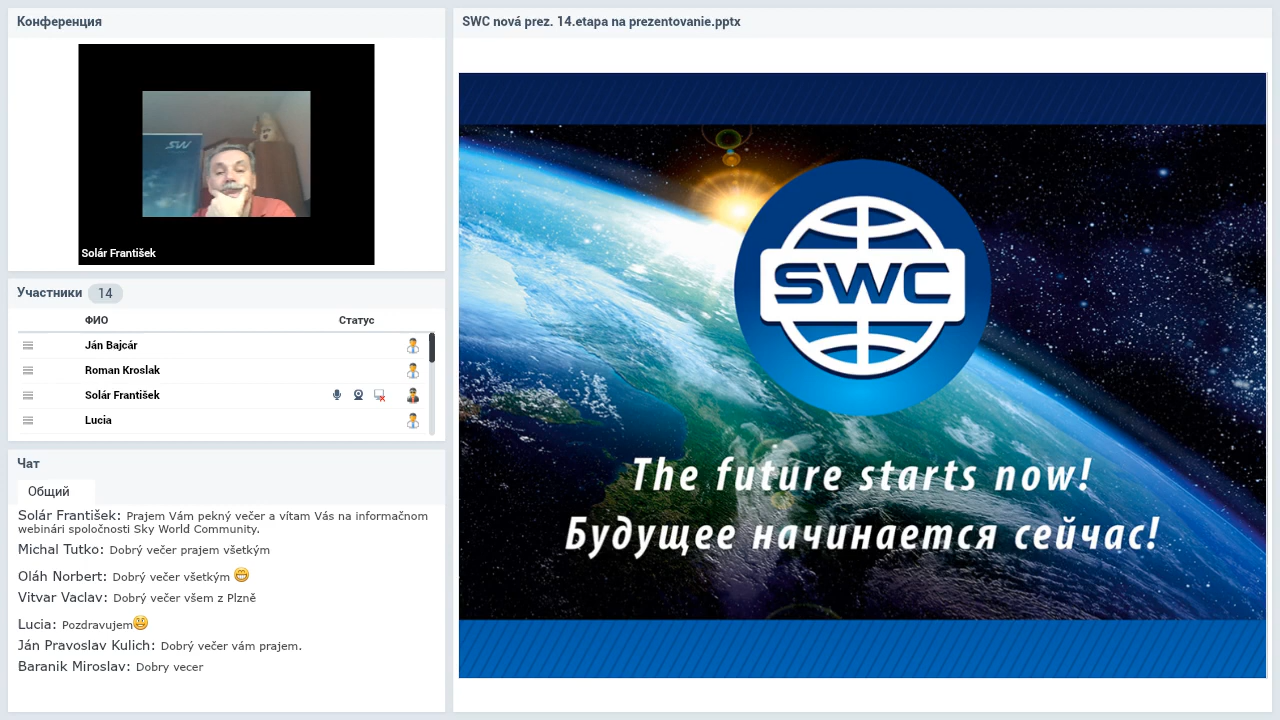 Конференция
SW
Solár František
Участники 14
ФИО Статус
Ján Bajcár
Roman Kroslak
Solár František
Lucia
Чат
Общий
Solár František: Prajem Vám pekný večer a vítam Vás na informačnom
webinári spoločnosti Sky World Community.
Michal Tutko: Dobrý večer prajem všetkým
Oláh Norbert: Dobrý večer všetkým
Vitvar Vaclav: Dobrý večer všem z Plzně
Lucia: Pozdravujem
Ján Pravoslav Kulich: Dobrý večer vám prajem.
Baranik Miroslav: Dobry vecer
SWC nová prez. 14.etapa na prezentovanie.pptx
SWC
The future starts now!
Будущее начинается сейчас!